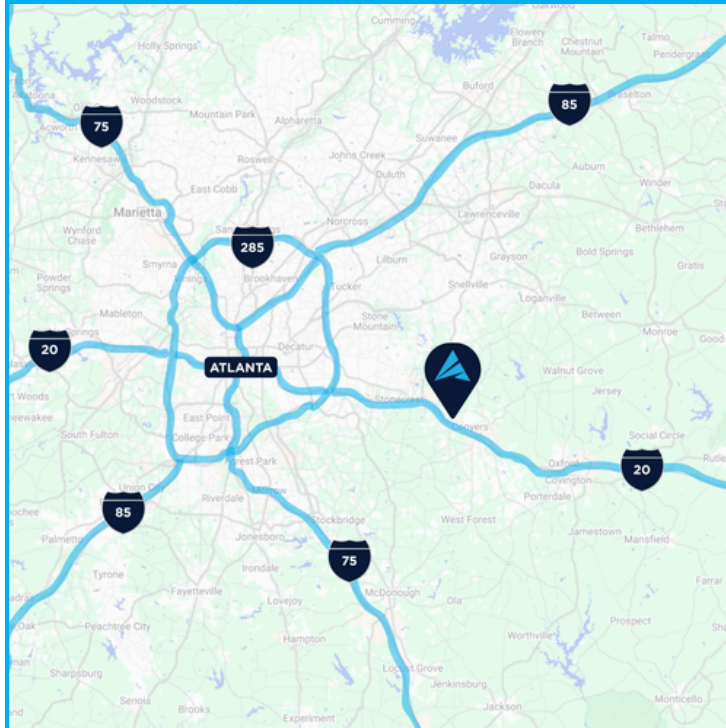 Cumming
Oakwood
Flowery
Branch
Chestnut
Mountain
Talmo
Pendergrass
Holly Springs
Buford
85
Braselton
Woodstock
Mountain Park
Alpharetta
75
Acworth
Suwanee
Kennesaw
Roswell
Johns Creek
Duluth
Auburn
Winder
East Cobb
Dacula
Marietta
Norcross
Lawrenceville
Bethlehem
Wynford
Chase
285
Smyrna
Vinings
Brookhaven
Lilburn
Grayson
Bold Springs
Gratis
Powder
Springs
Tucker
Snellville
Loganville
Mableton
Stone
Mountain
Between
Monroe
Good
20
Springs
Decatur
ATLANTA
Walnut Grove
Stonecrest
Jersey
East Point
Conyers
South Fulton
College Park
Social Circle
Forest Park
Oxford
Covington
20
Rutle
Union City
Riverdale
Morrow
Porterdale
85
Stockbridge
West Forest
Palmetto
Jonesboro
Jamestown
Mansfield
75
Tyrone
Irondale
Fayetteville
Lovejoy
McDonough
Ola
Farrar
Oak
Peachtree City
Prospect
Hampton
Worthville
Sharpsburg
Locust Grove
Jenkinsburg
Senoia
Brooks
Experiment
Jackson
Monticello